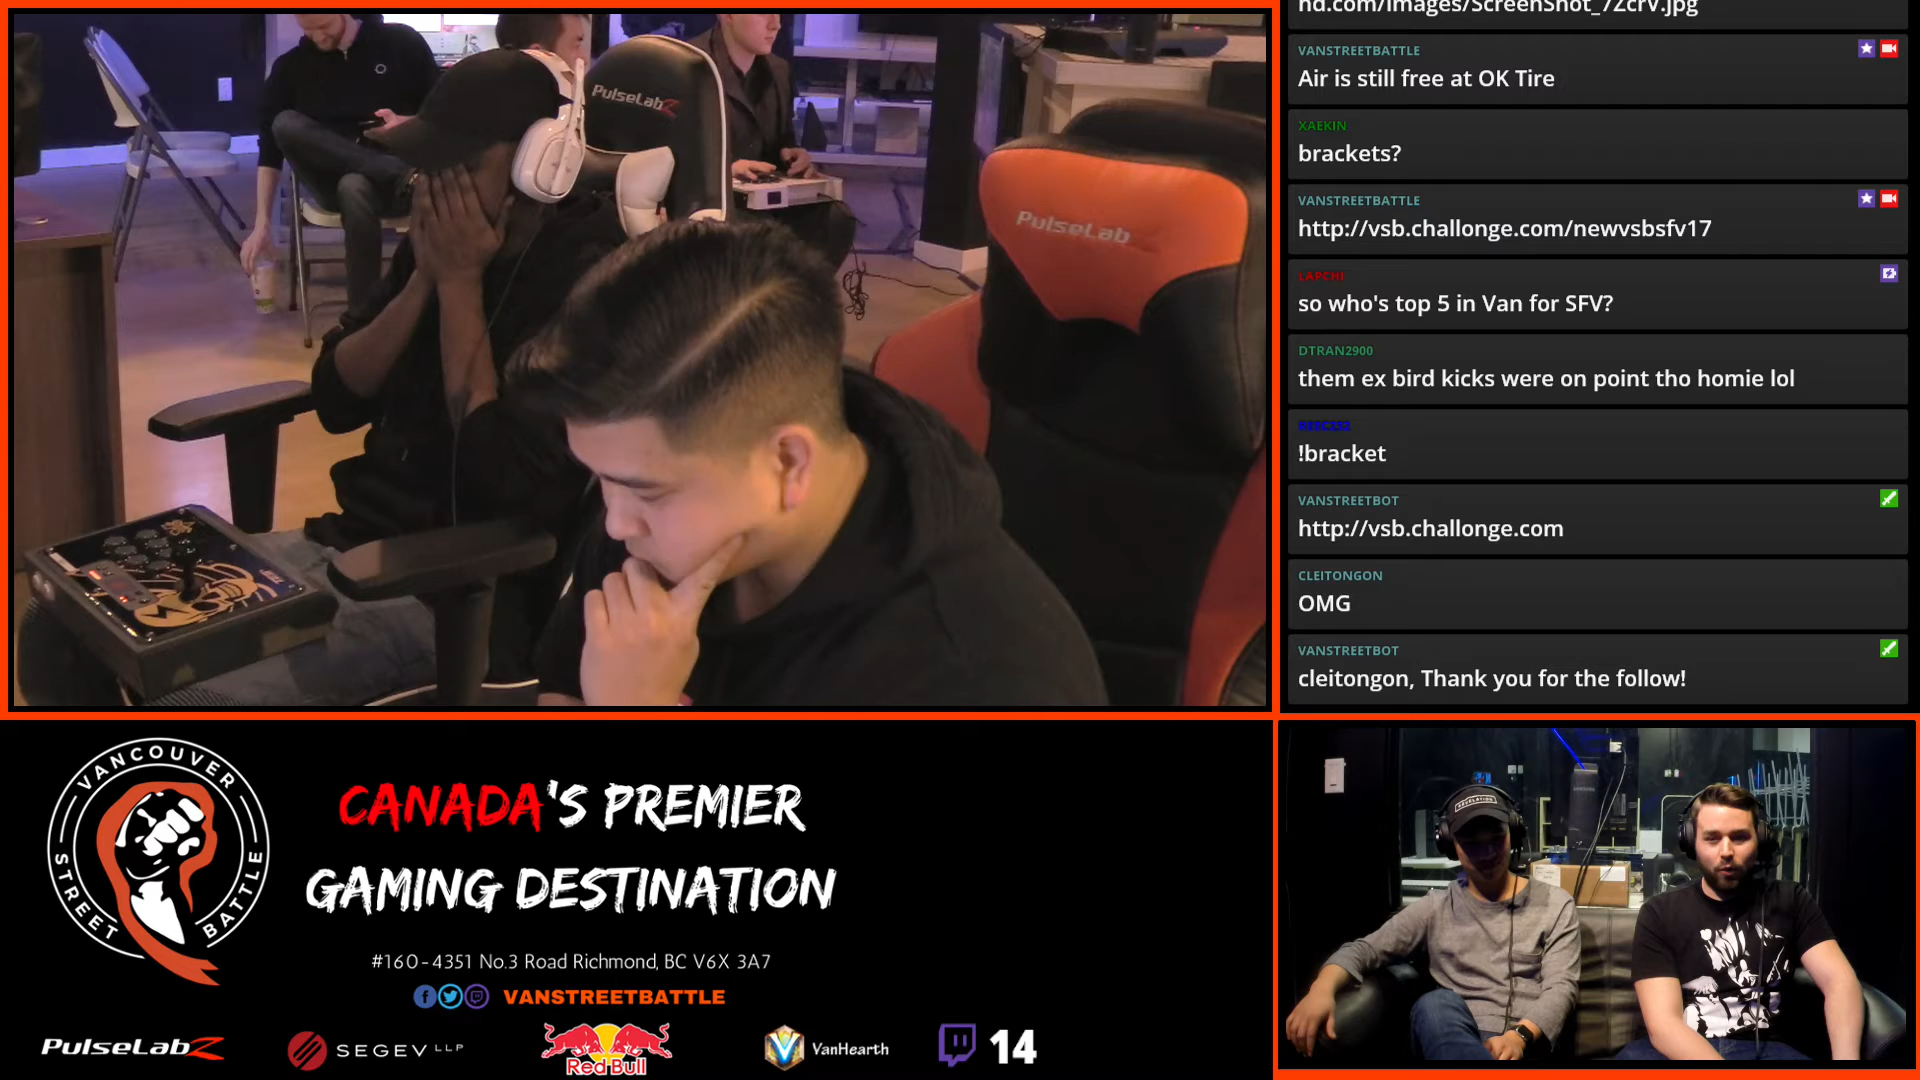 PulseLabZ
PulseLab
nd.com/images/ScreenShot_7ZcrV.jpg
VANSTREETBATTLE
Air is still free at OK Tire
XAEKIN
brackets?
VANSTREETBATTLE
http://vsb.challonge.com/newvsbsfv17
LAPCHI
so who's top 5 in Van for SFV?
DTRAN2900
them ex bird kicks were on point tho homie lol
!bracket
VANSTREETBOT
http://vsb.challonge.com
CLEITONGON
OMG
VANSTREETBOT
cleitongon, Thank you for the follow!
VANCOUVER
STREET BATTLE
CANADA'S PREMIER
GAMING DESTINATION
#160-4351 No.3 Road Richmond, BC V6X 3A7
VANSTREETBATTLE
PulseLabZ
SEGEV LLP
Red Bull
VanHearth
14
REVELATION